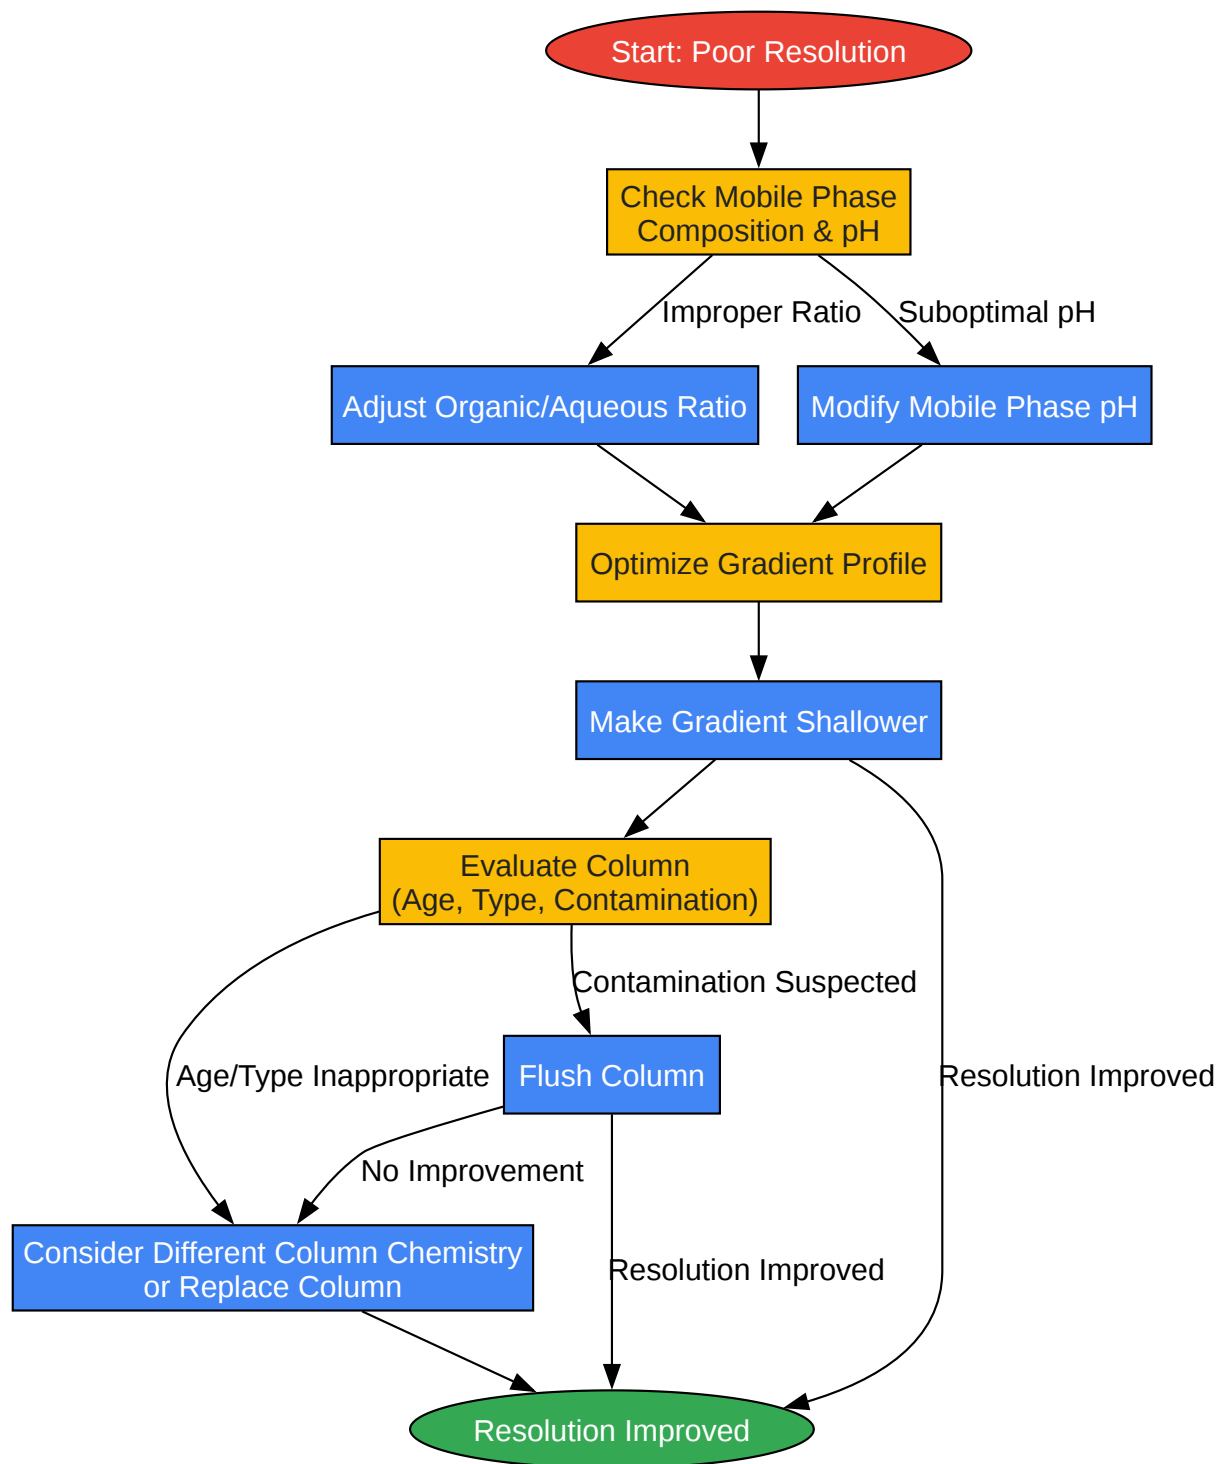 Start: Poor Resolution
Check Mobile Phase
Composition & pH
Improper Ratio
Suboptimal pH
Adjust Organic/Aqueous Ratio
Modify Mobile Phase pH
Optimize Gradient Profile
Make Gradient Shallower
Evaluate Column
(Age, Type, Contamination)
Contamination Suspected
Age/Type Inappropriate
Flush Column
Resolution Improved
No Improvement
Consider Different Column Chemistry
or Replace Column
Resolution Improved
Resolution Improved